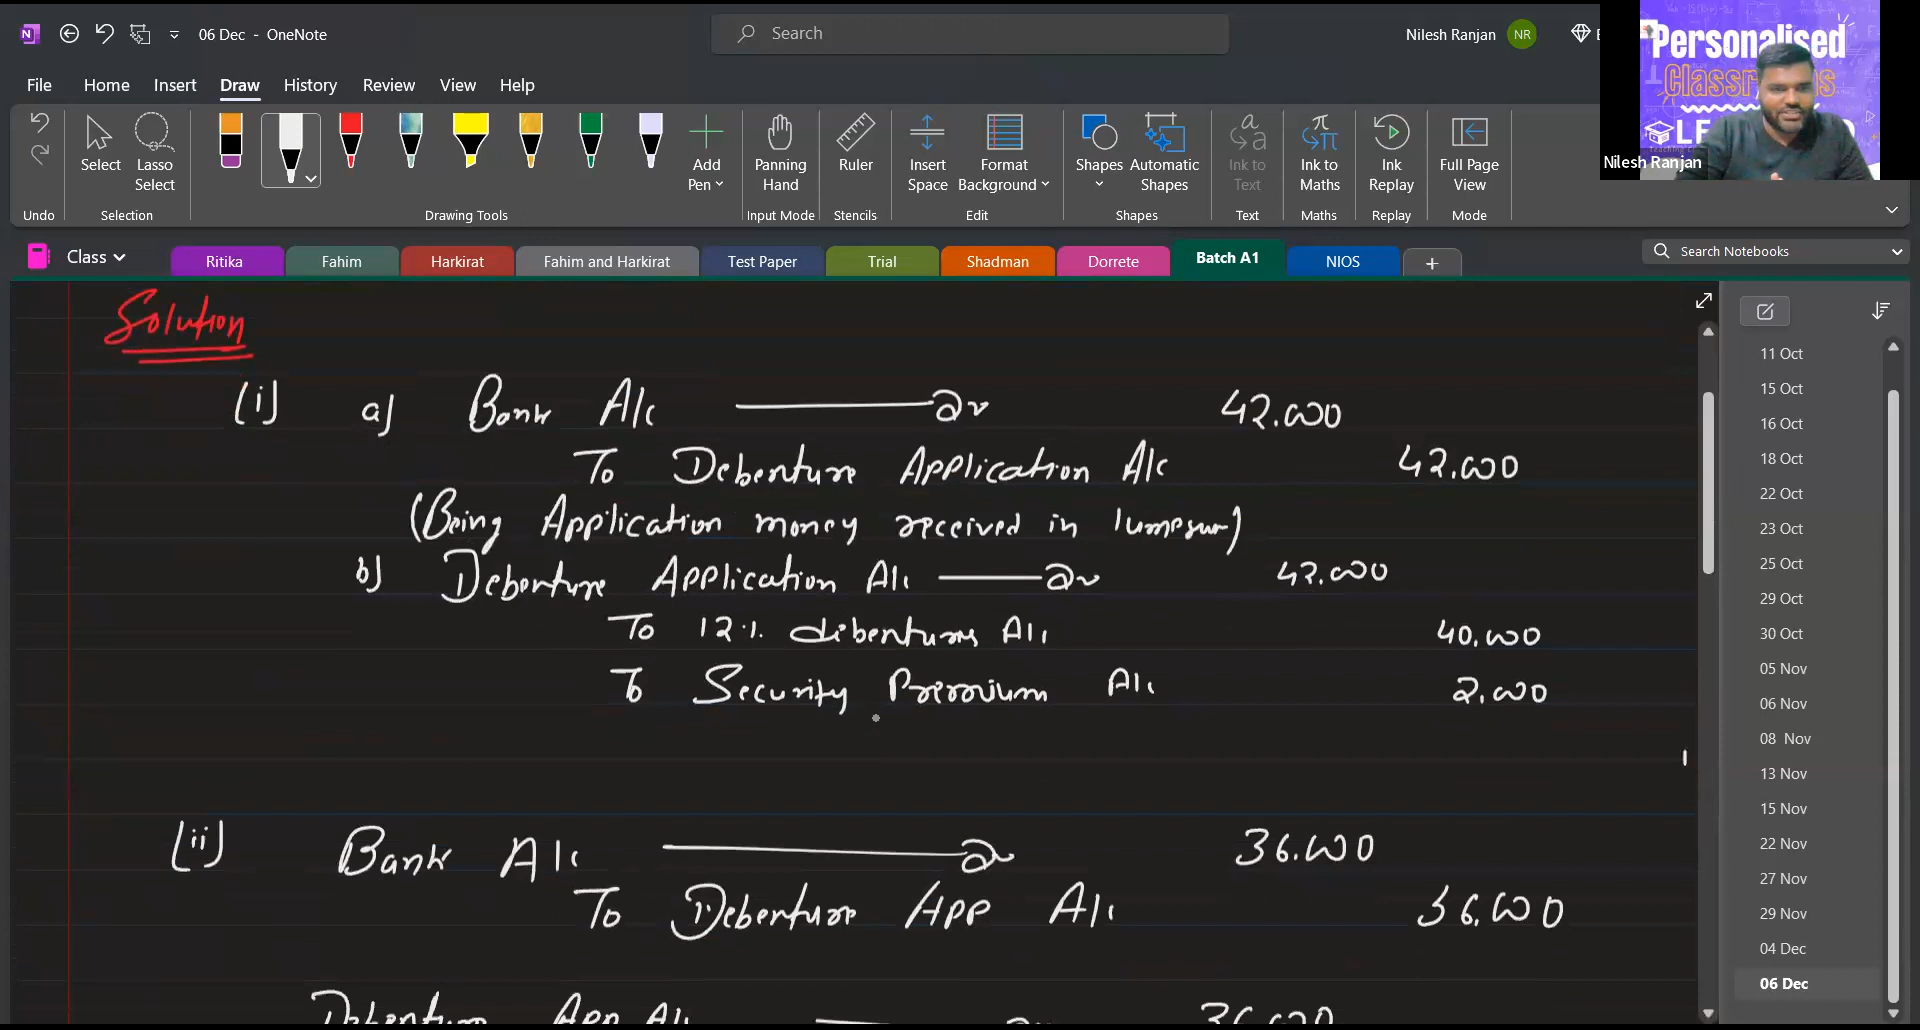 06 Dec - OneNote
Search
Nilesh Ranjan NR
Personalised
Classrooms
Nilesh Ranjan
File Home Insert Draw History Review View Help
Select Lasso Select Add Pen Panning Hand Ruler Insert Space Format Background Shapes Automatic Shapes Ink to Text Ink to Maths Ink Replay Full Page View
Undo Selection Drawing Tools Input Mode Stencils Edit Shapes Text Maths Replay Mode
Class Ritika Fahim Harkirat Fahim and Harkirat Test Paper Trial Shadman Dorrete Batch A1 NIOS + Search Notebooks
Solution
(i) a) Bank A/c Dr 42.000
To Debenture Application A/c 42.000
(Being Application money received in lumpsum)
b) Debenture Application A/c Dr 42.000
To 12% debentures A/c 40.000
To Security Premium A/c 2.000
(ii) Bank A/c Dr 36.000
To Debenture App A/c 36.000
Debenture App A/c Dr 36.000
11 Oct
15 Oct
16 Oct
18 Oct
22 Oct
23 Oct
25 Oct
29 Oct
30 Oct
05 Nov
06 Nov
08 Nov
13 Nov
15 Nov
22 Nov
27 Nov
29 Nov
04 Dec
06 Dec